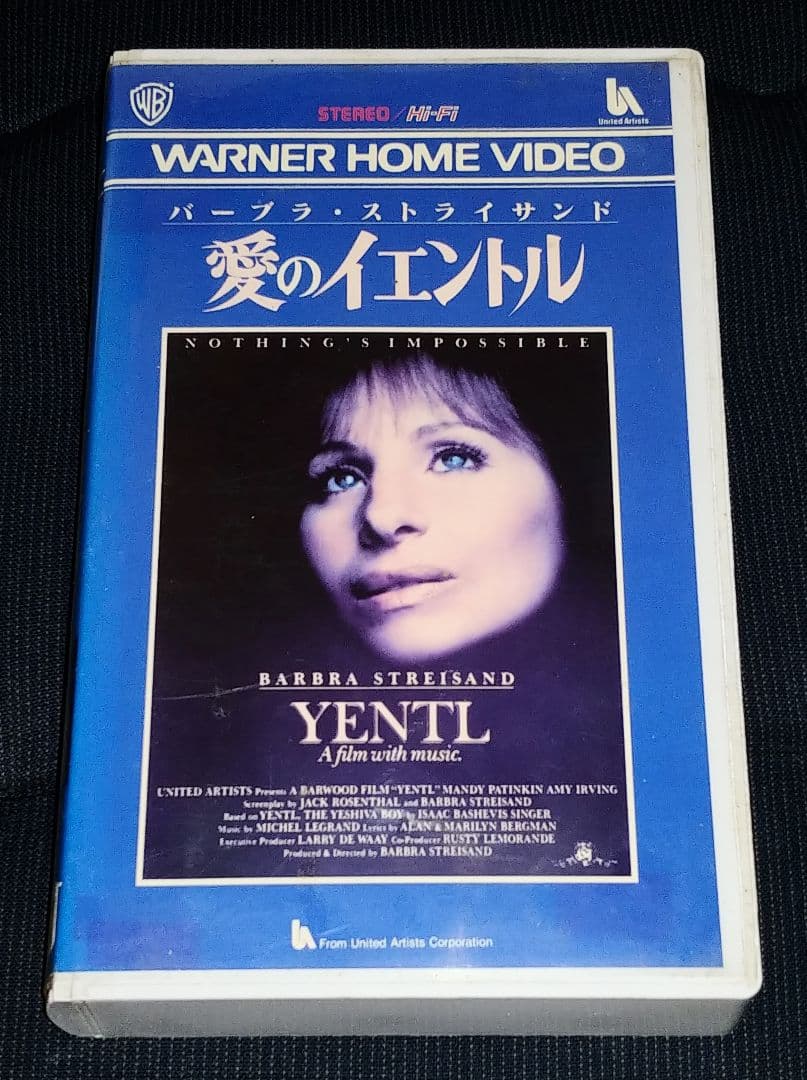 WB
STEREO / Hi-Fi
United Artists
WARNER HOME VIDEO
バーブラ・ストライサンド
愛のイエントル
NOTHING'S IMPOSSIBLE
BARBRA STREISAND
YENTL
A film with music.
UNITED ARTISTS Presents A BARWOOD FILM "YENTL" MANDY PATINKIN AMY IRVING
Screenplay by JACK ROSENTHAL and BARBRA STREISAND
Based on YENTL, THE YESHIVA BOY by ISAAC BASHEVIS SINGER
Music by MICHEL LEGRAND Lyrics by ALAN & MARILYN BERGMAN
Executive Producer LARRY DE WAAY Co-Producer RUSTY LEMORANDE
Produced & Directed by BARBRA STREISAND
From United Artists Corporation